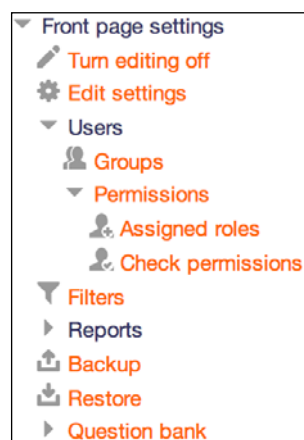 Front page settings
Turn editing off
Edit settings
Users
Groups
Permissions
Assigned roles
Check permissions
Filters
Reports
Backup
Restore
Question bank